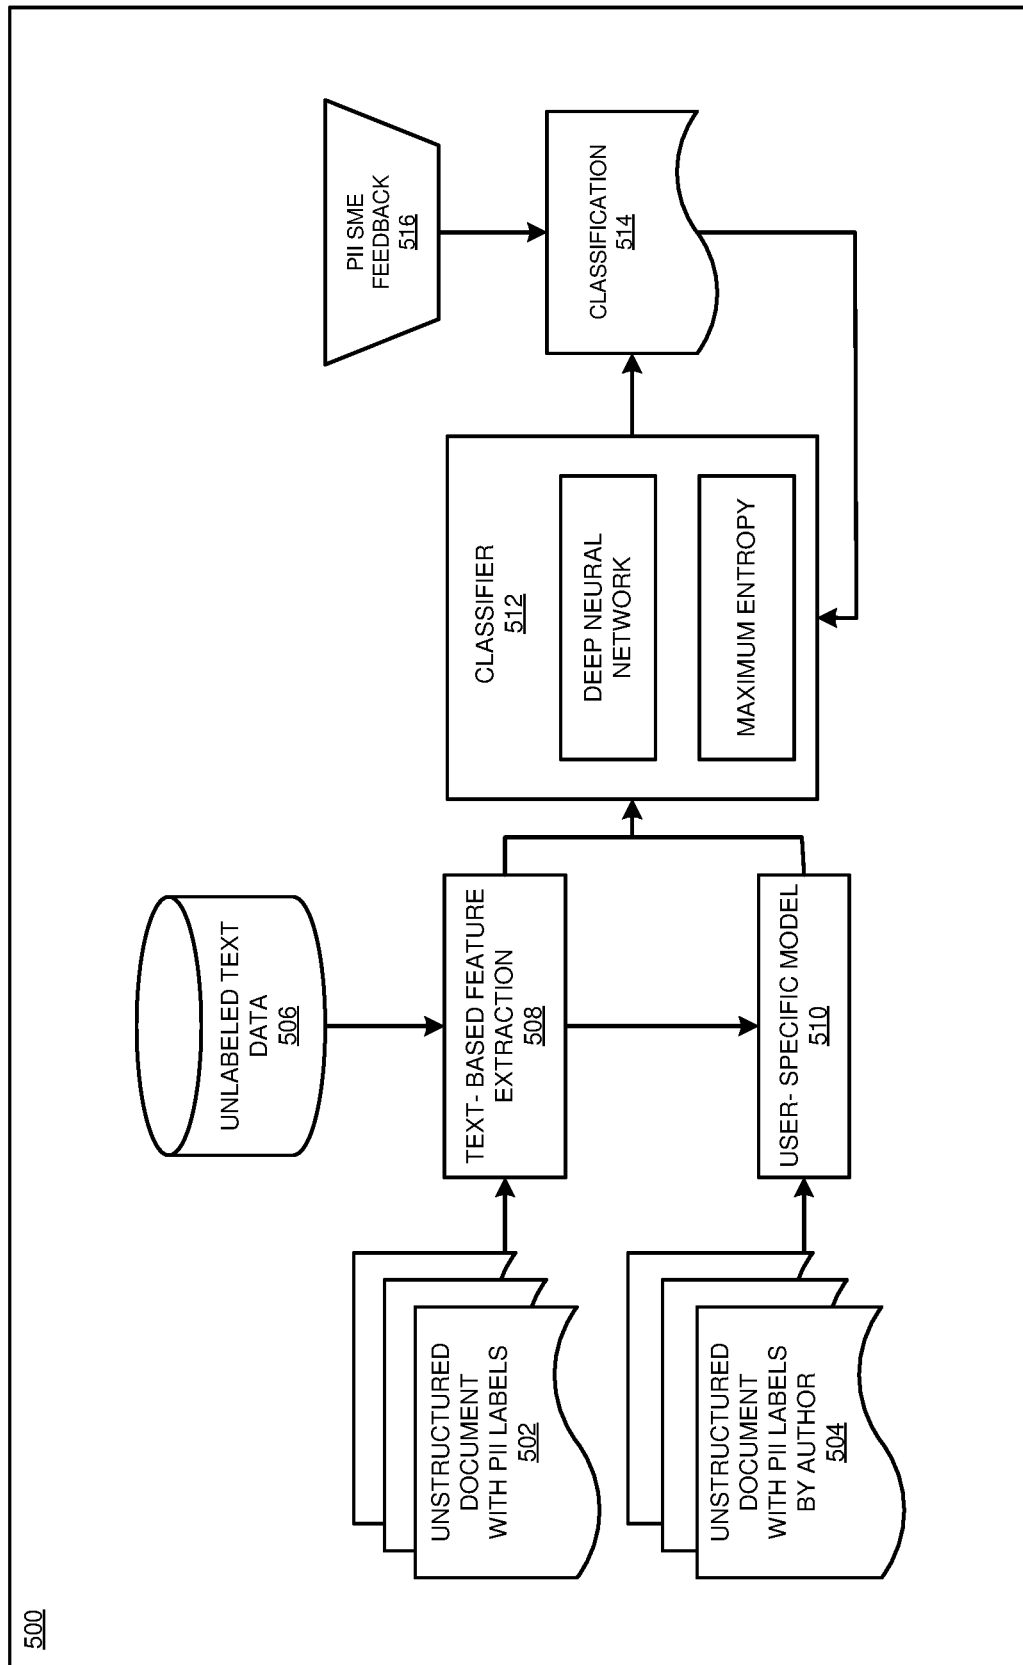 500
UNSTRUCTURED
DOCUMENT
WITH PII LABELS
502
UNSTRUCTURED
DOCUMENT
WITH PII LABELS
BY AUTHOR
504
UNLABELED TEXT
DATA
506
TEXT- BASED FEATURE
EXTRACTION
508
USER- SPECIFIC MODEL
510
CLASSIFIER
512
DEEP NEURAL
NETWORK
MAXIMUM ENTROPY
PII SME
FEEDBACK
516
CLASSIFICATION
514